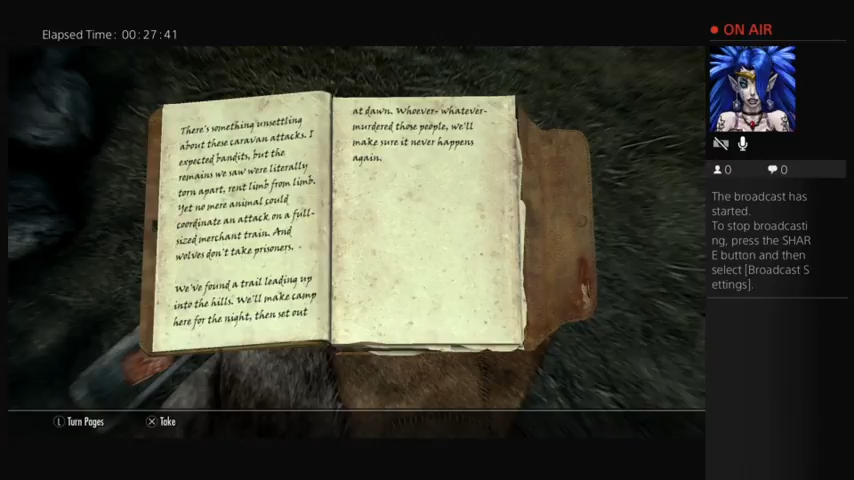 Elapsed Time: 00:27:41
ON AIR
There's something unsettling
about these caravan attacks. I
expected bandits, but the
remains we saw were literally
torn apart, rent limb from limb.
Yet no mere animal could
coordinate an attack on a full-
sized merchant train. And
wolves don't take prisoners. -
We've found a trail leading up
into the hills. We'll make camp
here for the night, then set out
at dawn. Whoever- whatever-
murdered those people, we'll
make sure it never happens
again.
0
0
The broadcast has
started.
To stop broadcasti
ng, press the SHAR
E button and then
select [Broadcast S
ettings].
L Turn Pages
X Take